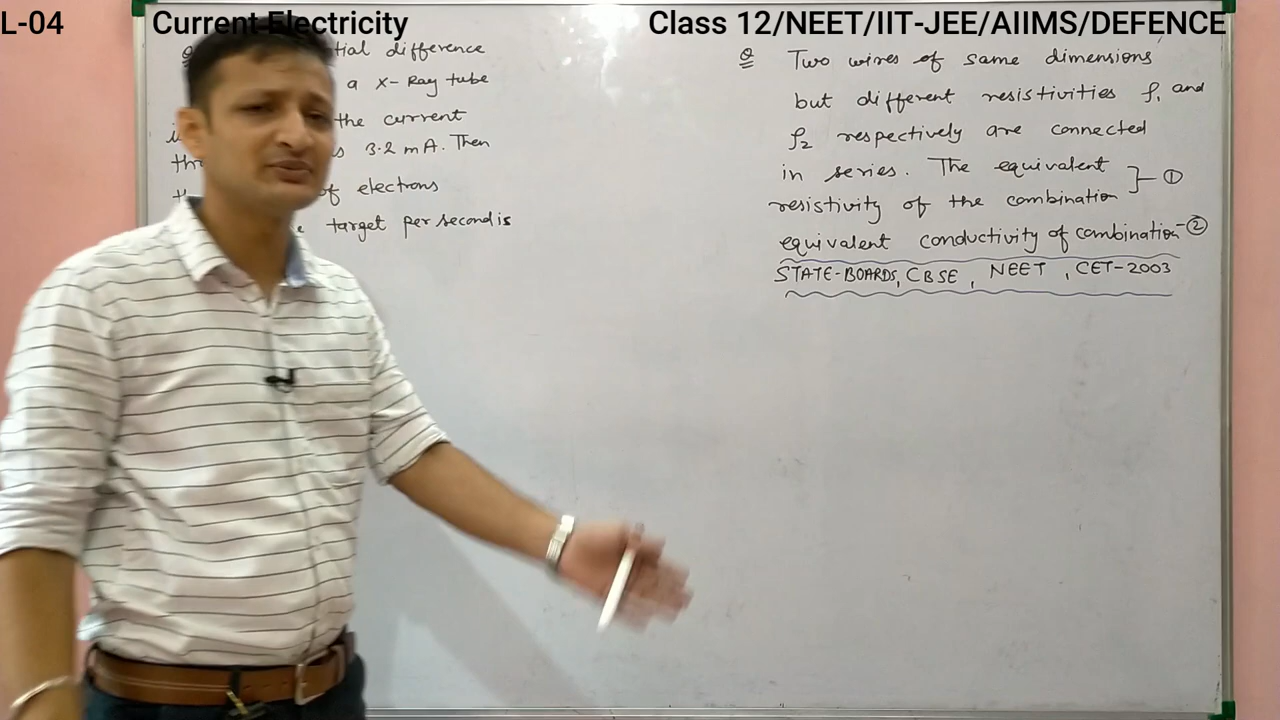 L-04 Current Electricity Class 12/NEET/IIT-JEE/AIIMS/DEFENCE
difference
a x-Ray tube
the current
3.2 mA. Then
of electrons
target per second is
Q Two wires of same dimensions
but different resistivities ρ₁ and
ρ₂ respectively are connected
in series. The equivalent
resistivity of the combination
①
equivalent conductivity of combination - ②
STATE-BOARDS, CBSE, NEET, CET-2003